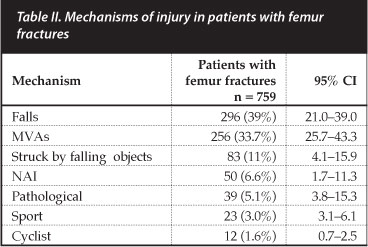 Table II. Mechanisms of injury in patients with femur
fractures
Patients with
Mechanism femur fractures 95% CI
n = 759
Falls 296 (39%) 21.0–39.0
MVAs 256 (33.7%) 25.7–43.3
Struck by falling objects 83 (11%) 4.1–15.9
NAI 50 (6.6%) 1.7–11.3
Pathological 39 (5.1%) 3.8–15.3
Sport 23 (3.0%) 3.1–6.1
Cyclist 12 (1.6%) 0.7–2.5